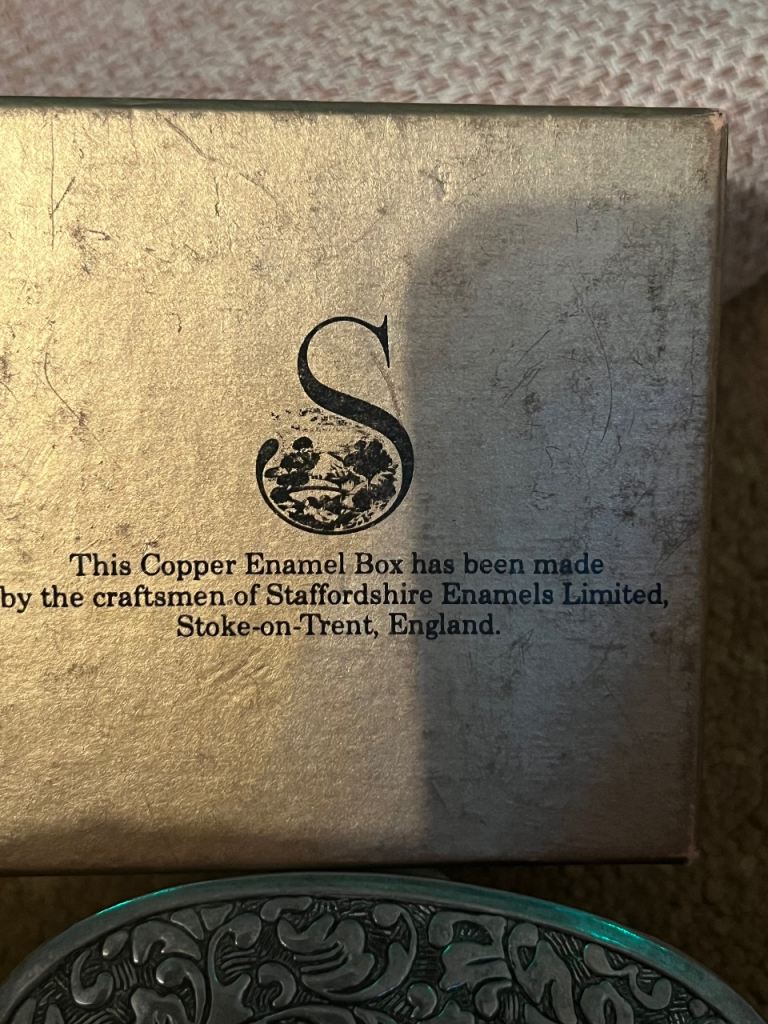 S
This Copper Enamel Box has been made
by the craftsmen of Staffordshire Enamels Limited,
Stoke-on-Trent, England.